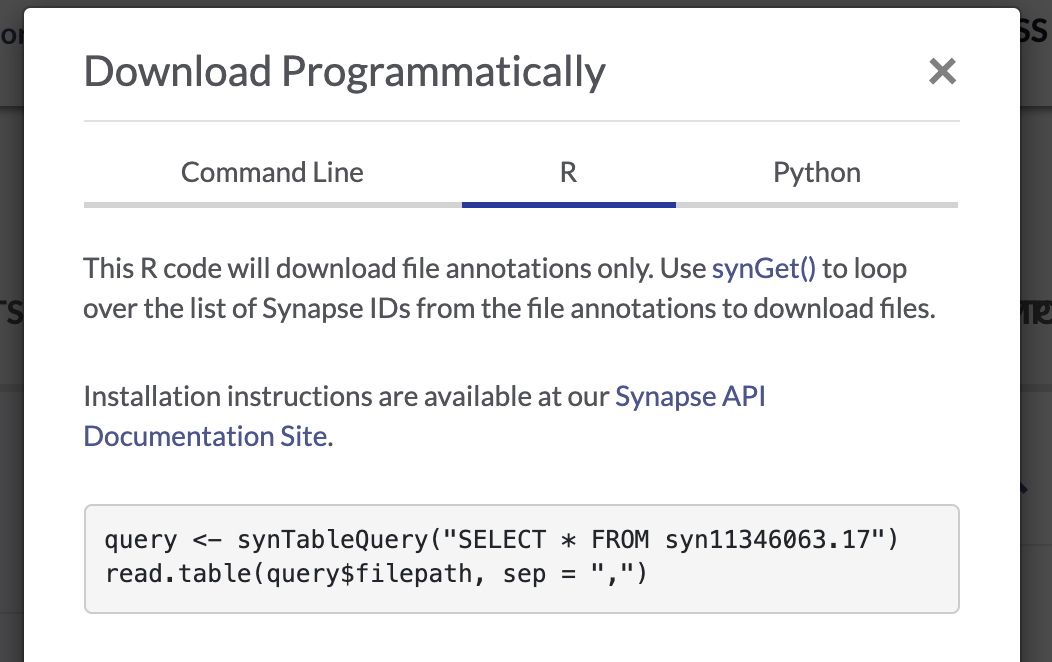 Download Programmatically
Command Line R Python
This R code will download file annotations only. Use synGet() to loop
over the list of Synapse IDs from the file annotations to download files.
Installation instructions are available at our Synapse API
Documentation Site.
query <- synTableQuery("SELECT * FROM syn11346063.17")
read.table(query$filepath, sep = ",")